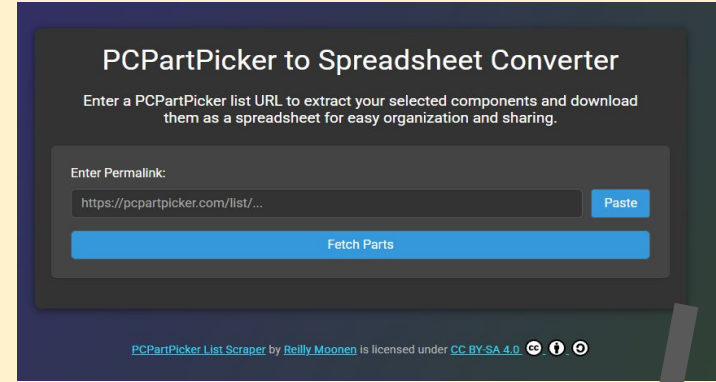 PCPartPicker to Spreadsheet Converter
Enter a PCPartPicker list URL to extract your selected components and download
them as a spreadsheet for easy organization and sharing.
Enter Permalink:
https://pcpartpicker.com/list/...
Paste
Fetch Parts
PCPartPicker List Scraper by Reilly Moonen is licensed under CC BY-SA 4.0